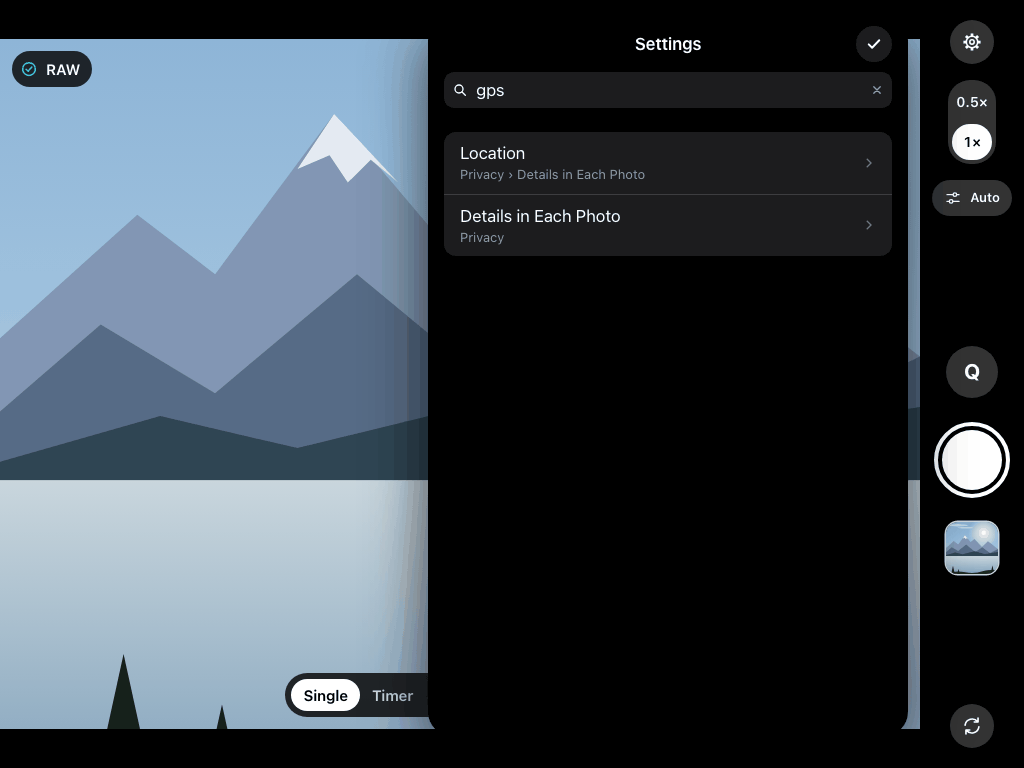 RAW
Settings
gps
Location
Privacy › Details in Each Photo
Details in Each Photo
Privacy
Single Timer
0.5×
1×
Auto
Q